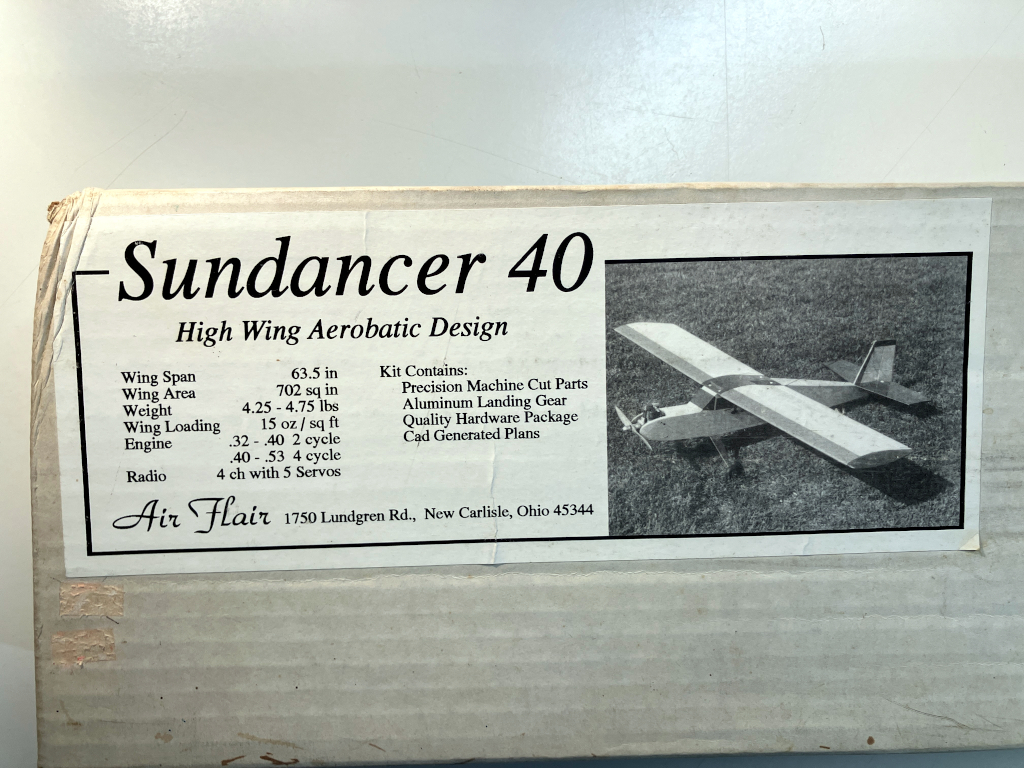 Sundancer 40
High Wing Aerobatic Design
Wing Span 63.5 in
Wing Area 702 sq in
Weight 4.25 - 4.75 lbs
Wing Loading 15 oz / sq ft
Engine .32 - .40 2 cycle
.40 - .53 4 cycle
Radio 4 ch with 5 Servos
Kit Contains:
Precision Machine Cut Parts
Aluminum Landing Gear
Quality Hardware Package
Cad Generated Plans
Air Flair 1750 Lundgren Rd., New Carlisle, Ohio 45344